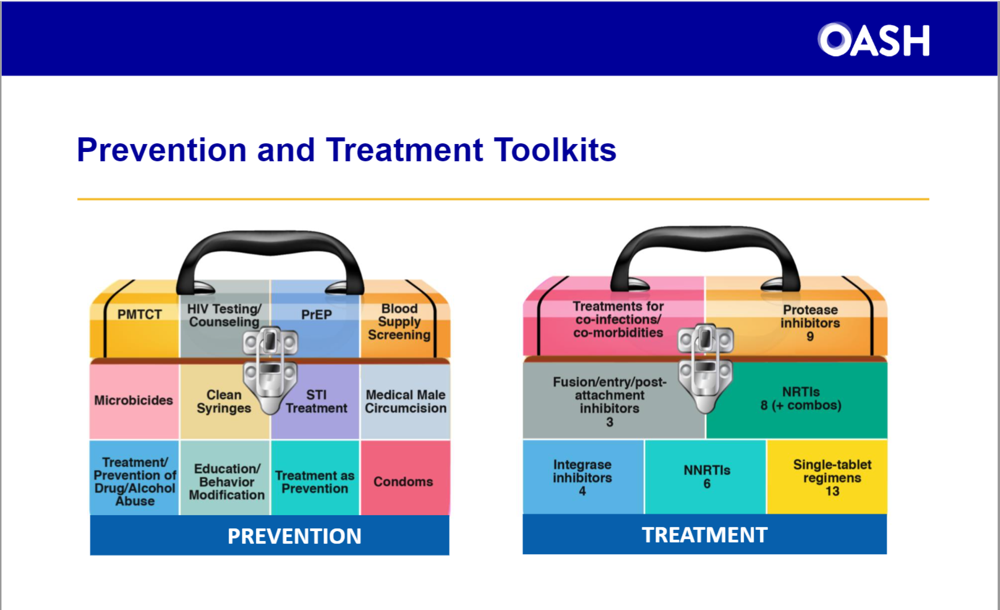 OASH
Prevention and Treatment Toolkits
PMTCT
HIV Testing/
Counseling
PrEP
Blood
Supply
Screening
Microbicides
Clean
Syringes
STI
Treatment
Medical Male
Circumcision
Treatment/
Prevention of
Drug/Alcohol
Abuse
Education/
Behavior
Modification
Treatment as
Prevention
Condoms
PREVENTION
Treatments for
co-infections/
co-morbidities
Protease
inhibitors
9
Fusion/entry/post-
attachment
inhibitors
3
NRTIs
8 (+ combos)
Integrase
inhibitors
4
NNRTIs
6
Single-tablet
regimens
13
TREATMENT